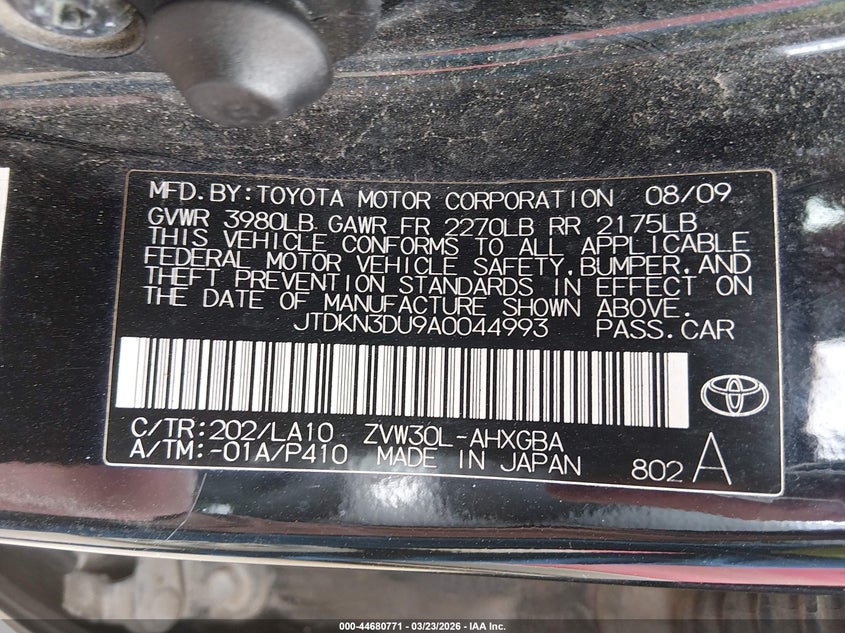 MFD. BY: TOYOTA MOTOR CORPORATION 08/09
GVWR 3980LB GAWR FR 2270LB RR 2175LB
THIS VEHICLE CONFORMS TO ALL APPLICABLE
FEDERAL MOTOR VEHICLE SAFETY, BUMPER, AND
THEFT PREVENTION STANDARDS IN EFFECT ON
THE DATE OF MANUFACTURE SHOWN ABOVE.
JTDKN3DU9A0044993 PASS. CAR
C/TR: 202/LA10 ZVW30L-AHXGBA
A/TM: -01A/P410 MADE IN JAPAN 802 A
000-44680771 - 03/23/2026 - IAA Inc.